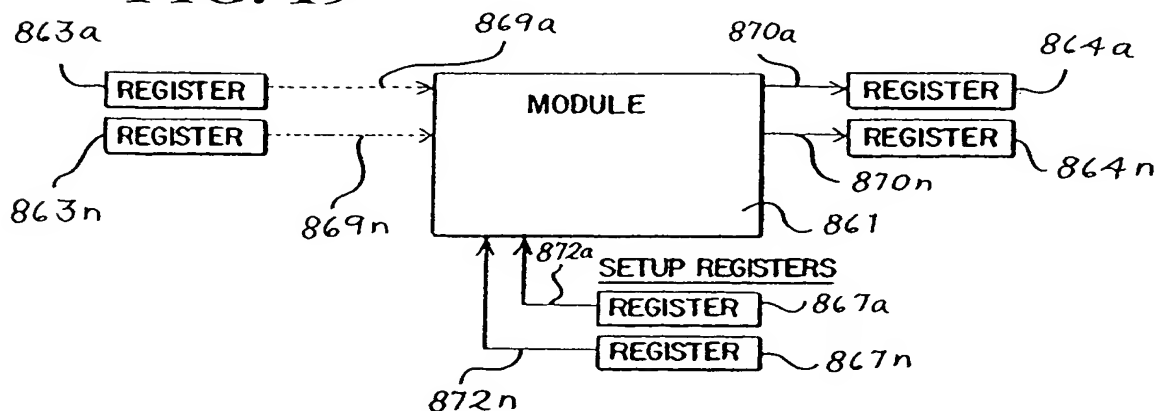 863a
869a
870a
864a
REGISTER
MODULE
REGISTER
REGISTER
REGISTER
863n
869n
870n
864n
861
872a
SETUP REGISTERS
REGISTER
867a
REGISTER
867n
872n